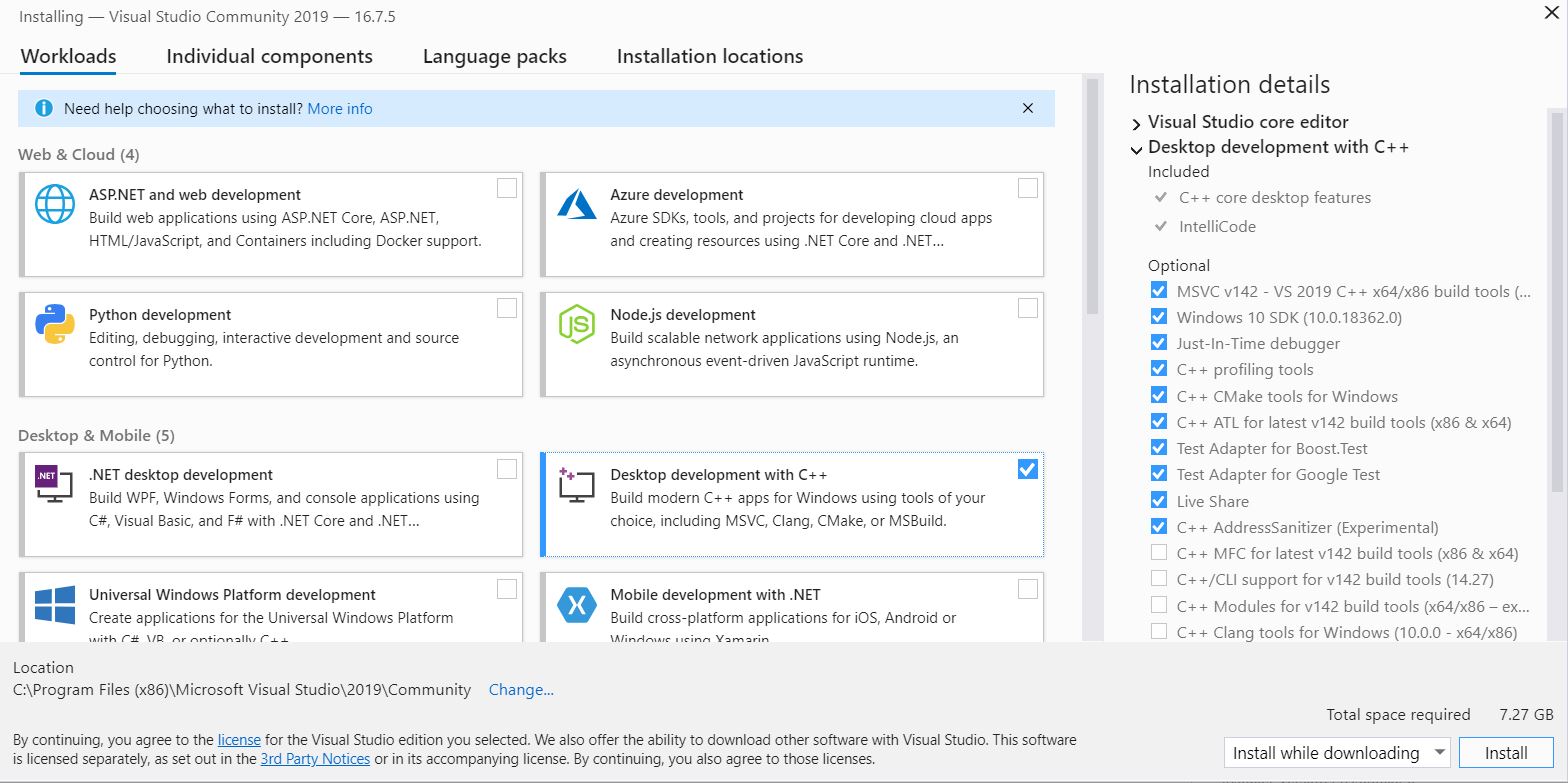 Installing — Visual Studio Community 2019 — 16.7.5
Workloads
Individual components
Language packs
Installation locations
Need help choosing what to install? More info
Web & Cloud (4)
ASP.NET and web development
Build web applications using ASP.NET Core, ASP.NET,
HTML/JavaScript, and Containers including Docker support.
Azure development
Azure SDKs, tools, and projects for developing cloud apps
and creating resources using .NET Core and .NET...
Python development
Editing, debugging, interactive development and source
control for Python.
Node.js development
Build scalable network applications using Node.js, an
asynchronous event-driven JavaScript runtime.
Desktop & Mobile (5)
.NET
.NET desktop development
Build WPF, Windows Forms, and console applications using
C#, Visual Basic, and F# with .NET Core and .NET...
Desktop development with C++
Build modern C++ apps for Windows using tools of your
choice, including MSVC, Clang, CMake, or MSBuild.
Universal Windows Platform development
Create applications for the Universal Windows Platform
with C#, VB, or optionally C++.
Mobile development with .NET
Build cross-platform applications for iOS, Android or
Windows using Xamarin.
Installation details
Visual Studio core editor
Desktop development with C++
Included
C++ core desktop features
IntelliCode
Optional
MSVC v142 - VS 2019 C++ x64/x86 build tools (...
Windows 10 SDK (10.0.18362.0)
Just-In-Time debugger
C++ profiling tools
C++ CMake tools for Windows
C++ ATL for latest v142 build tools (x86 & x64)
Test Adapter for Boost.Test
Test Adapter for Google Test
Live Share
C++ AddressSanitizer (Experimental)
C++ MFC for latest v142 build tools (x86 & x64)
C++/CLI support for v142 build tools (14.27)
C++ Modules for v142 build tools (x64/x86 – ex...
C++ Clang tools for Windows (10.0.0 - x64/x86)
Location
C:\Program Files (x86)\Microsoft Visual Studio\2019\Community Change...
Total space required 7.27 GB
By continuing, you agree to the license for the Visual Studio edition you selected. We also offer the ability to download other software with Visual Studio. This software
is licensed separately, as set out in the 3rd Party Notices or in its accompanying license. By continuing, you also agree to those licenses.
Install while downloading
Install